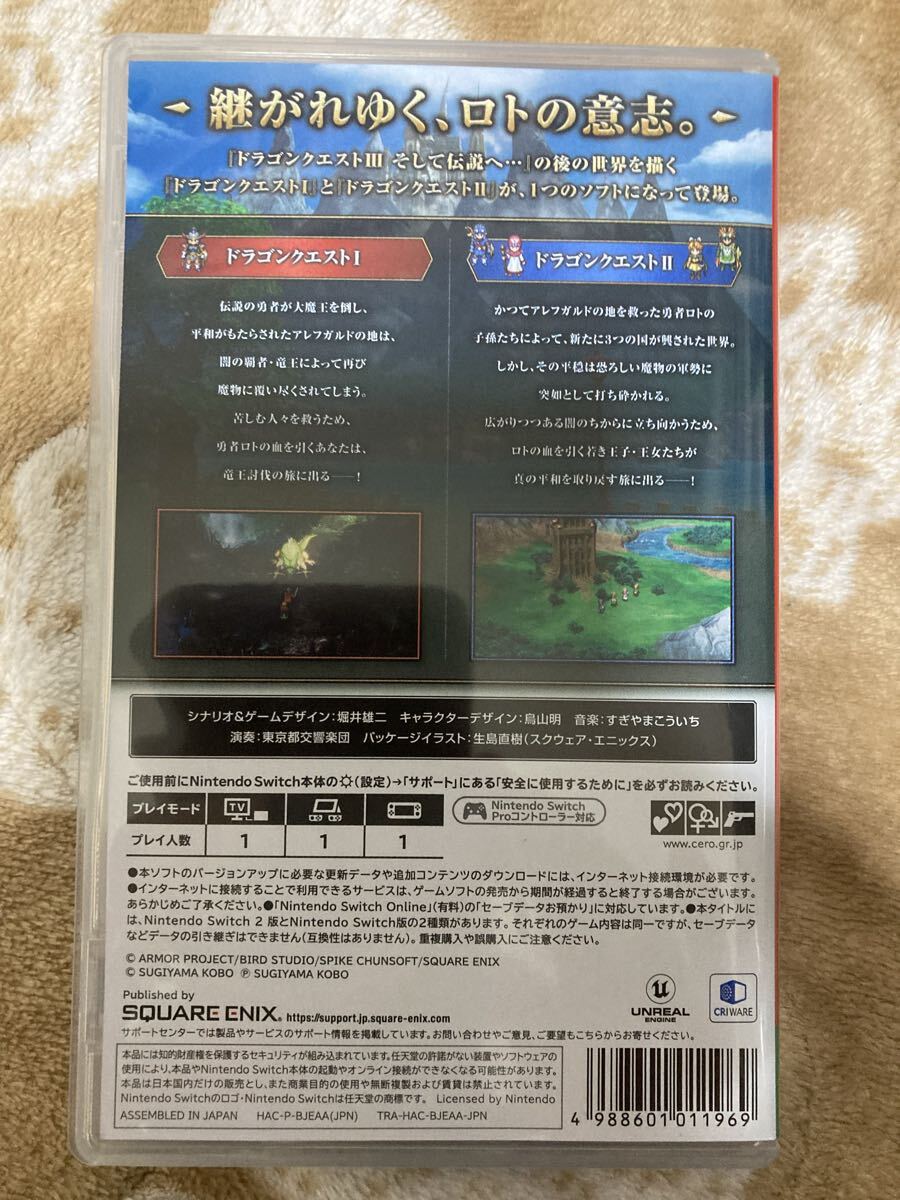 継がれゆく、ロトの意志。
『ドラゴンクエストIII そして伝説へ…』の後の世界を描く
『ドラゴンクエストI』と『ドラゴンクエストII』が、1つのソフトになって登場。
ドラゴンクエストI
伝説の勇者が大魔王を倒し、
平和がもたらされたアレフガルドの地は、
闇の覇者・竜王によって再び
魔物に覆い尽くされてしまう。
苦しむ人々を救うため、
勇者ロトの血を引くあなたは、
竜王討伐の旅に出る──!
ドラゴンクエストII
かつてアレフガルドの地を救った勇者ロトの
子孫たちによって、新たに3つの国が興された世界。
しかし、その平穏は恐ろしい魔物の軍勢に
突如として打ち砕かれる。
広がりつつある闇のちからに立ち向かうため、
ロトの血を引く若き王子・王女たちが
真の平和を取り戻す旅に出る──!
シナリオ&ゲームデザイン:堀井雄二 キャラクターデザイン:鳥山明 音楽:すぎやまこういち
演奏:東京都交響楽団 パッケージイラスト:生島直樹(スクウェア・エニックス)
ご使用前にNintendo Switch本体の(設定)→「サポート」にある「安全に使用するために」を必ずお読みください。
プレイモード TV
プレイ人数 1 1 1
Nintendo Switch
Proコントローラー対応
www.cero.gr.jp
●本ソフトのバージョンアップに必要な更新データや追加コンテンツのダウンロードには、インターネット接続環境が必要です。
●インターネットに接続することで利用できるサービスは、ゲームソフトの発売から期間が経過すると終了する場合がございます。
あらかじめご了承ください。●「Nintendo Switch Online」(有料)の「セーブデータお預かり」に対応しています。●本タイトルに
は、Nintendo Switch 2 版とNintendo Switch版の2種類があります。それぞれのゲーム内容は同一ですが、セーブデータ
などデータの引き継ぎはできません(互換性はありません)。重複購入や誤購入にご注意ください。
© ARMOR PROJECT/BIRD STUDIO/SPIKE CHUNSOFT/SQUARE ENIX
© SUGIYAMA KOBO ℗ SUGIYAMA KOBO
Published by
SQUARE ENIX. https://support.jp.square-enix.com
UNREAL
ENGINE
CRIWARE
サポートセンターでは製品やサービスのサポート情報を掲載しています。お問い合わせやご意見、ご要望もこちらからお寄せください。
本品には知的財産権を保護するセキュリティが組み込まれています。任天堂の許諾がない装置やソフトウェアの
使用により、本品やNintendo Switch本体の起動やオンライン接続ができなくなる可能性があります。
本品は日本国内だけの販売とし、また商業目的の使用や無断複製および賃貸は禁止されています。
Nintendo Switchのロゴ・Nintendo Switchは任天堂の商標です。 Licensed by Nintendo
ASSEMBLED IN JAPAN HAC-P-BJEAA(JPN) TRA-HAC-BJEAA-JPN
4 988601 011969